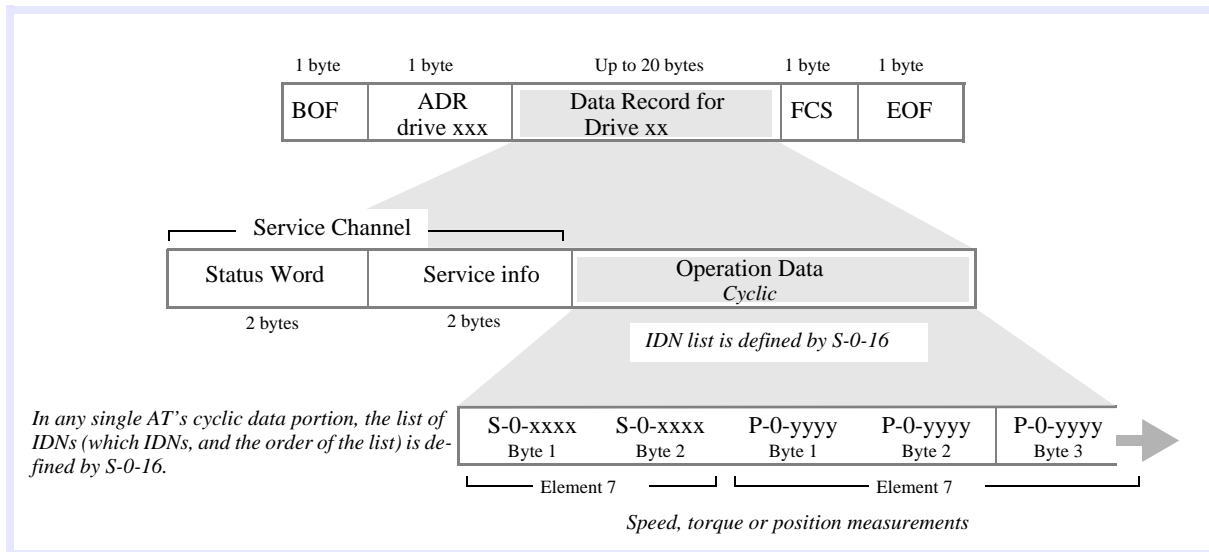 1 byte 1 byte Up to 20 bytes 1 byte 1 byte
BOF ADR drive xxx Data Record for Drive xx FCS EOF
Service Channel
Status Word Service info Operation Data
Cyclic
2 bytes 2 bytes
IDN list is defined by S-0-16
In any single AT's cyclic data portion, the list of
IDNs (which IDNs, and the order of the list) is de-
fined by S-0-16.
S-0-xxxx S-0-xxxx P-0-yyyy P-0-yyyy P-0-yyyy
Byte 1 Byte 2 Byte 1 Byte 2 Byte 3
Element 7 Element 7
Speed, torque or position measurements